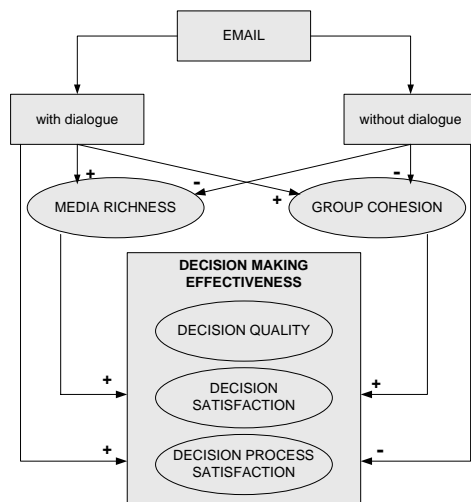 EMAIL
with dialogue
without dialogue
+
-
-
+
MEDIA RICHNESS
GROUP COHESION
DECISION MAKING
EFFECTIVENESS
DECISION QUALITY
+
DECISION
SATISFACTION
+
+
DECISION PROCESS
SATISFACTION
-